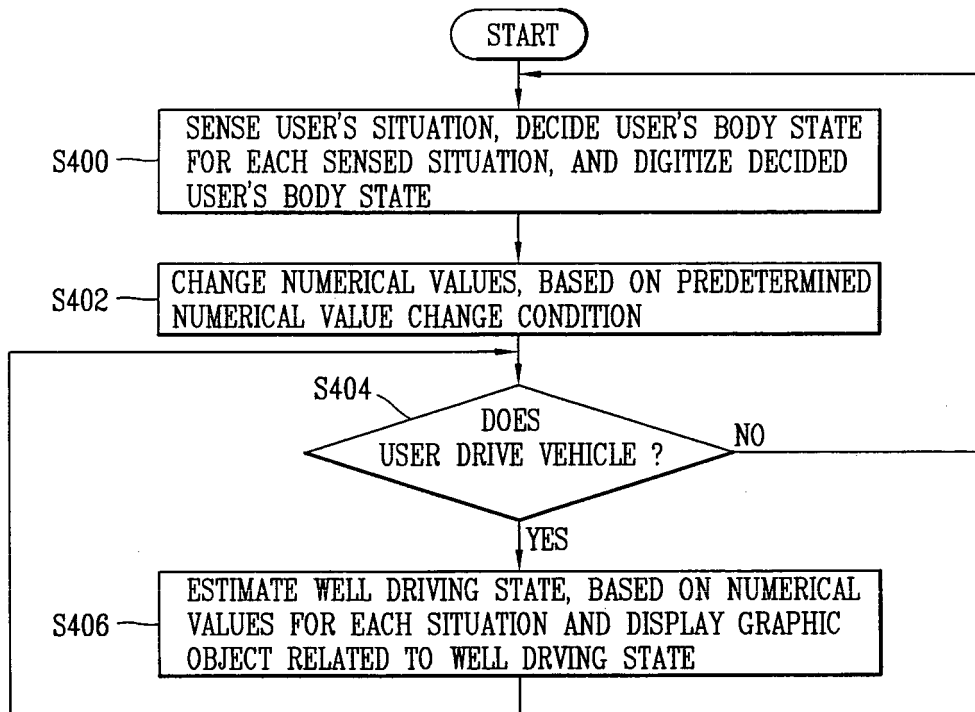 START
S400
SENSE USER'S SITUATION, DECIDE USER'S BODY STATE
FOR EACH SENSED SITUATION, AND DIGITIZE DECIDED
USER'S BODY STATE
S402
CHANGE NUMERICAL VALUES, BASED ON PREDETERMINED
NUMERICAL VALUE CHANGE CONDITION
S404
DOES
USER DRIVE VEHICLE ?
NO
YES
S406
ESTIMATE WELL DRIVING STATE, BASED ON NUMERICAL
VALUES FOR EACH SITUATION AND DISPLAY GRAPHIC
OBJECT RELATED TO WELL DRVING STATE